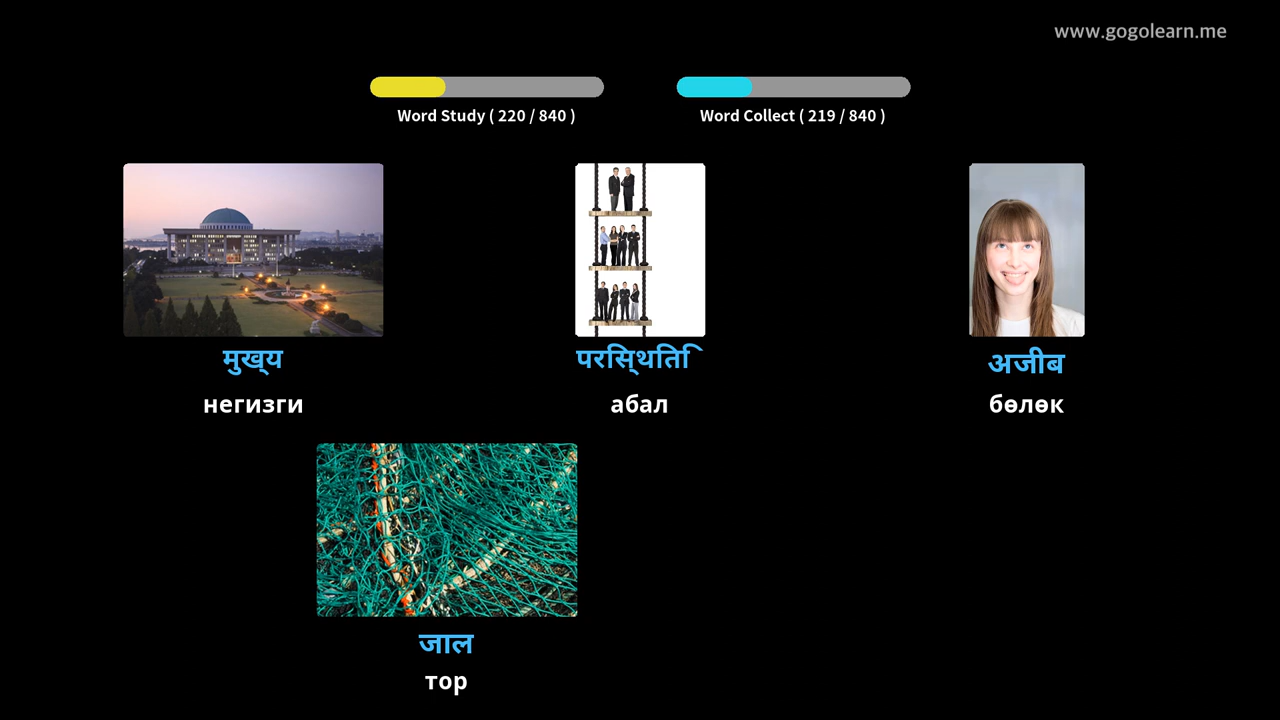 www.gogolearn.me
Word Study ( 220 / 840 )
Word Collect ( 219 / 840 )
मुख्य
परिस्थिति
अजीब
негизги
абал
бөлөк
जाल
тор